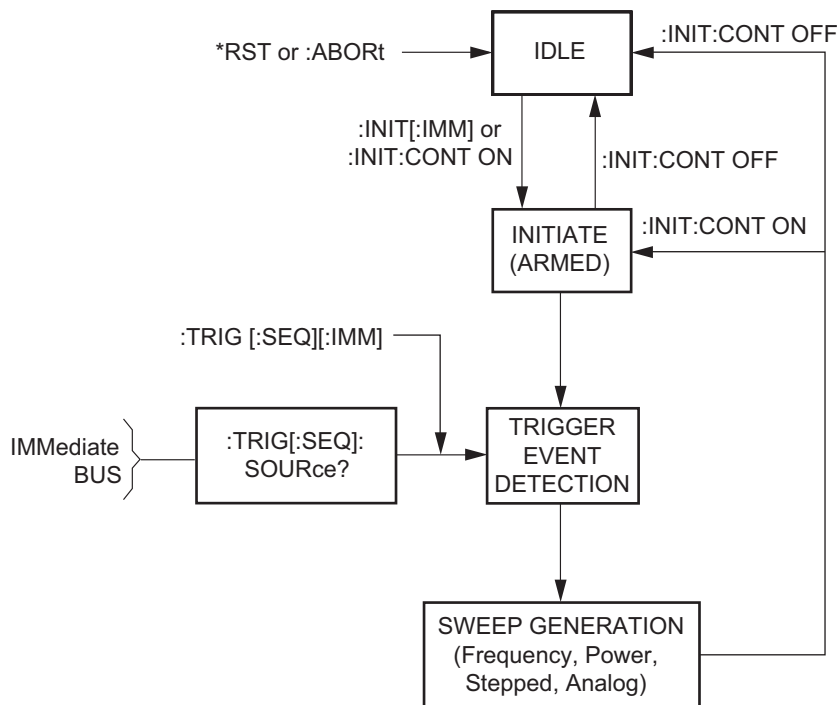 *RST or :ABORt
IDLE
:INIT:CONT OFF
:INIT[:IMM] or
:INIT:CONT ON
:INIT:CONT OFF
INITIATE
(ARMED)
:INIT:CONT ON
:TRIG [:SEQ][:IMM]
IMMediate
BUS
:TRIG[:SEQ]:
SOURce?
TRIGGER
EVENT
DETECTION
SWEEP GENERATION
(Frequency, Power,
Stepped, Analog)